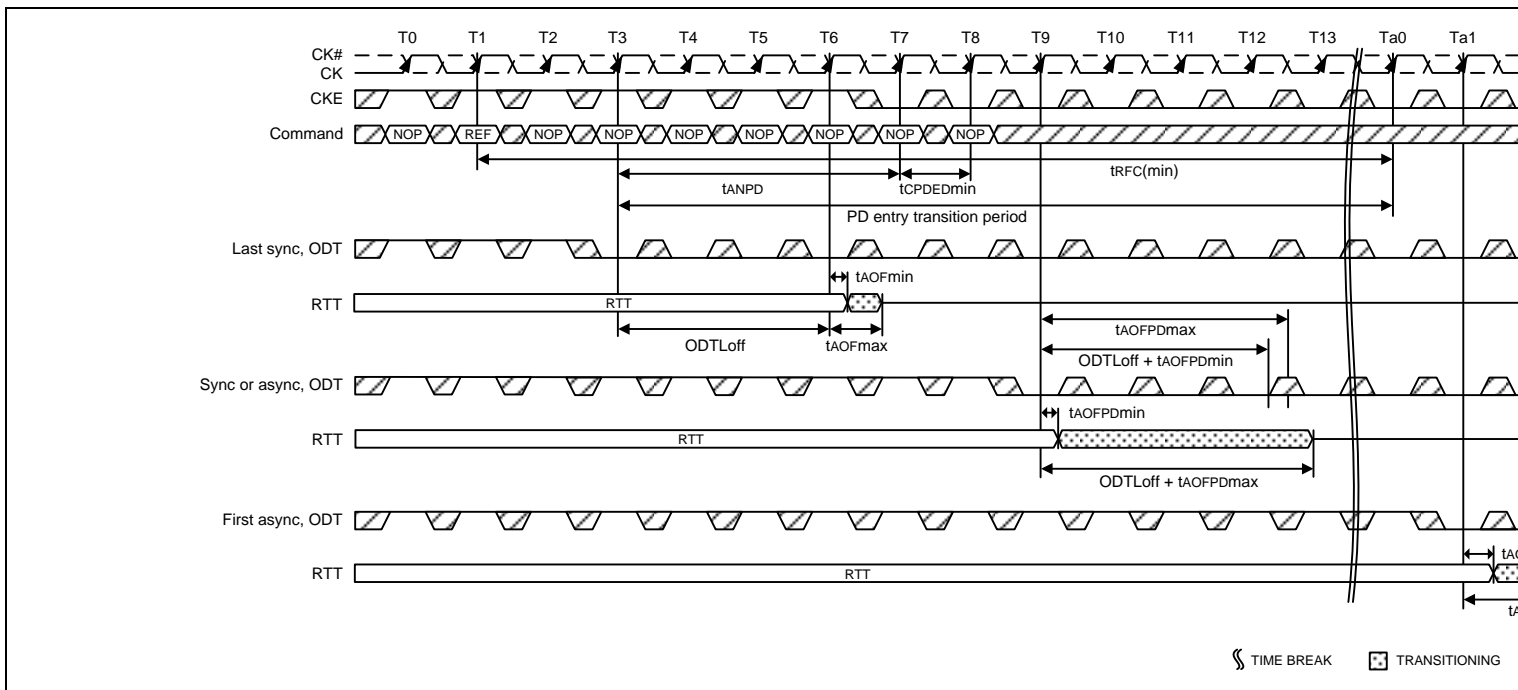 T0 T1 T2 T3 T4 T5 T6 T7 T8 T9 T10 T11 T12 T13 Ta0 Ta1
CK#
CK
CKE
Command NOP REF NOP NOP NOP NOP NOP NOP NOP
tRFC(min)
tANPD tCPDEDmin
PD entry transition period
Last sync, ODT
tAOFmin
RTT RTT
tAOFPDmax
ODTLoff tAOFmax
ODTLoff + tAOFPDmin
Sync or async, ODT
tAOFPDmin
RTT RTT
ODTLoff + tAOFPDmax
First async, ODT
RTT RTT
TIME BREAK TRANSITIONING